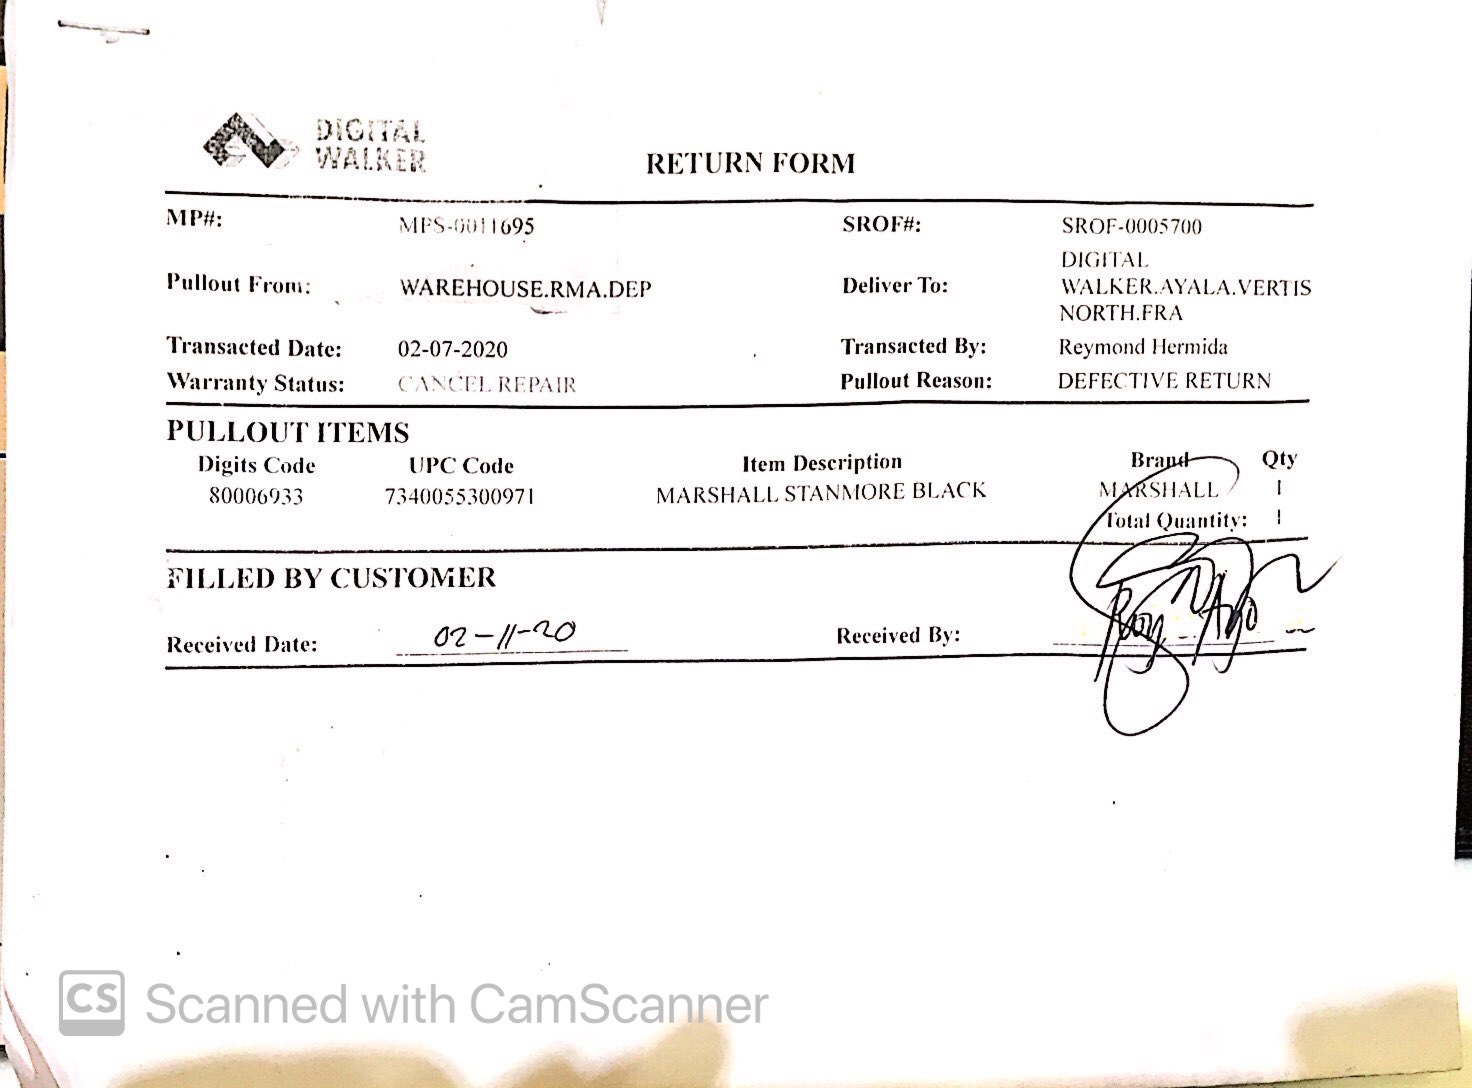 DIGITAL
WALKER
RETURN FORM
MP#: MPS-0011695 SROF#: SROF-0005700
Pullout From: WAREHOUSE.RMA.DEP Deliver To: DIGITAL
WALKER.AYALA.VERTIS
NORTH.FRA
Transacted Date: 02-07-2020 Transacted By: Reymond Hermida
Warranty Status: CANCEL REPAIR Pullout Reason: DEFECTIVE RETURN
PULLOUT ITEMS
Digits Code UPC Code Item Description Brand Qty
80006933 7340055300971 MARSHALL STANMORE BLACK MARSHALL 1
Total Quantity: 1
FILLED BY CUSTOMER
Received Date: 02-11-20 Received By:
CS Scanned with CamScanner